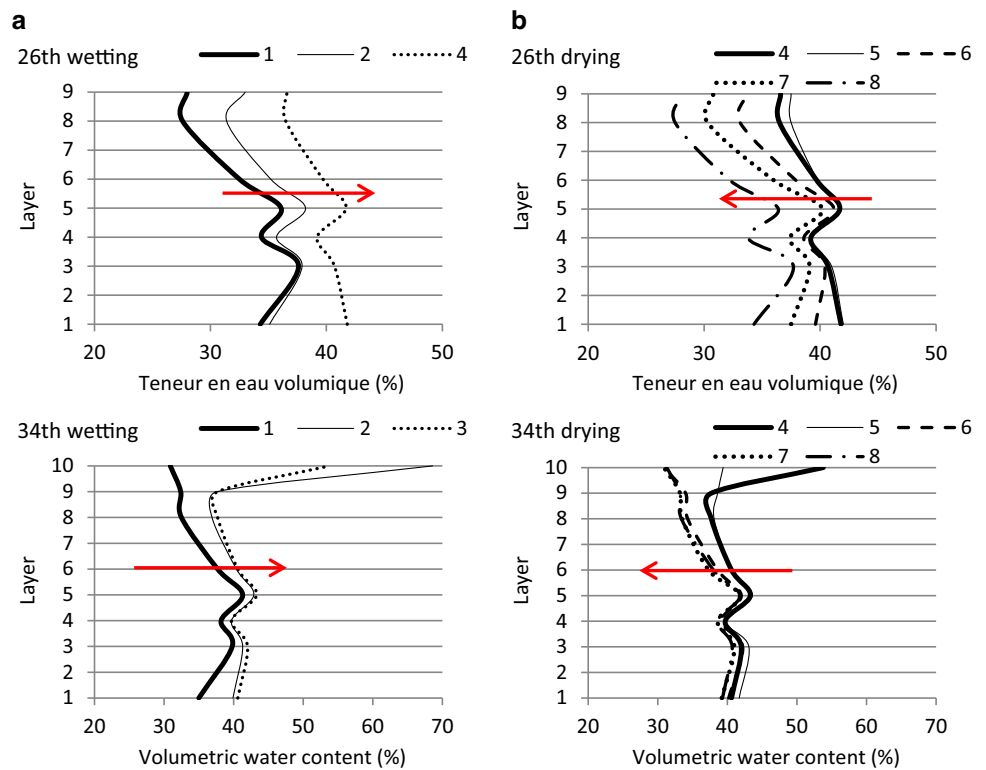 a
26th wetting 1 2 4
9
8
7
6
5
4
3
2
1
Layer
20 30 40 50
Teneur en eau volumique (%)
b
26th drying 4 5 6
7 8
9
8
7
6
5
4
3
2
1
Layer
20 30 40 50
Teneur en eau volumique (%)
34th wetting 1 2 3
10
9
8
7
6
5
4
3
2
1
Layer
20 30 40 50 60 70
Volumetric water content (%)
34th drying 4 5 6
7 8
10
9
8
7
6
5
4
3
2
1
Layer
20 30 40 50 60 70
Volumetric water content (%)